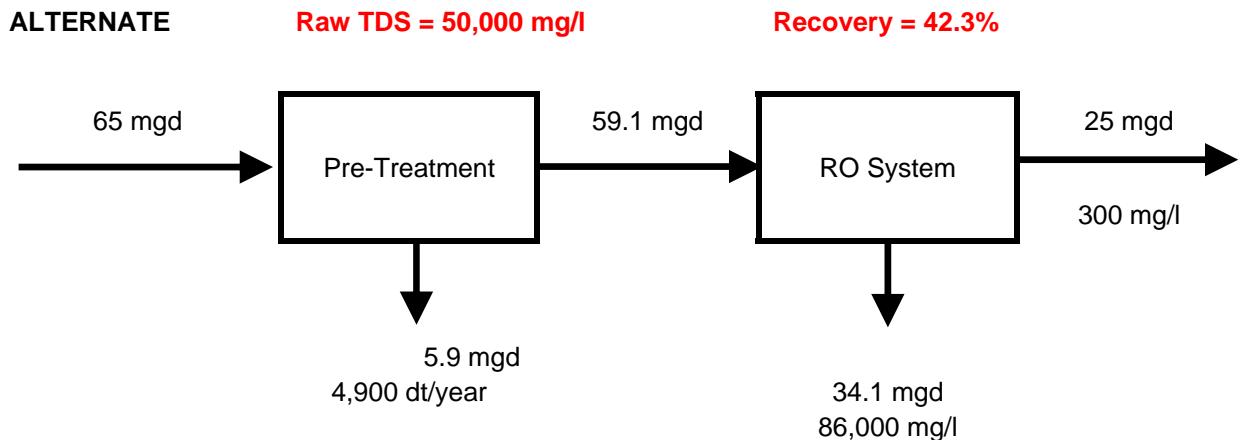 ALTERNATE Raw TDS = 50,000 mg/l Recovery = 42.3%
65 mgd 59.1 mgd 25 mgd
Pre-Treatment RO System
300 mg/l
5.9 mgd
4,900 dt/year 34.1 mgd
86,000 mg/l